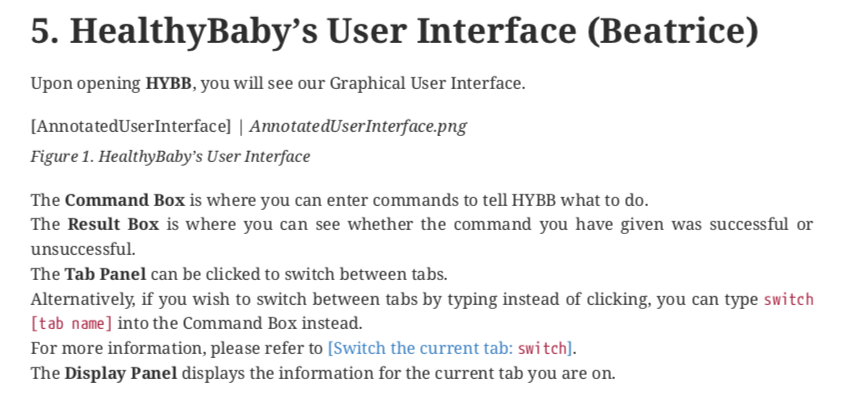 5. HealthyBaby’s User Interface (Beatrice)
Upon opening HYBB, you will see our Graphical User Interface.
[AnnotatedUserInterface] | AnnotatedUserInterface.png
Figure 1. HealthyBaby’s User Interface
The Command Box is where you can enter commands to tell HYBB what to do.
The Result Box is where you can see whether the command you have given was successful or
unsuccessful.
The Tab Panel can be clicked to switch between tabs.
Alternatively, if you wish to switch between tabs by typing instead of clicking, you can type switch
[tab name] into the Command Box instead.
For more information, please refer to [Switch the current tab: switch].
The Display Panel displays the information for the current tab you are on.